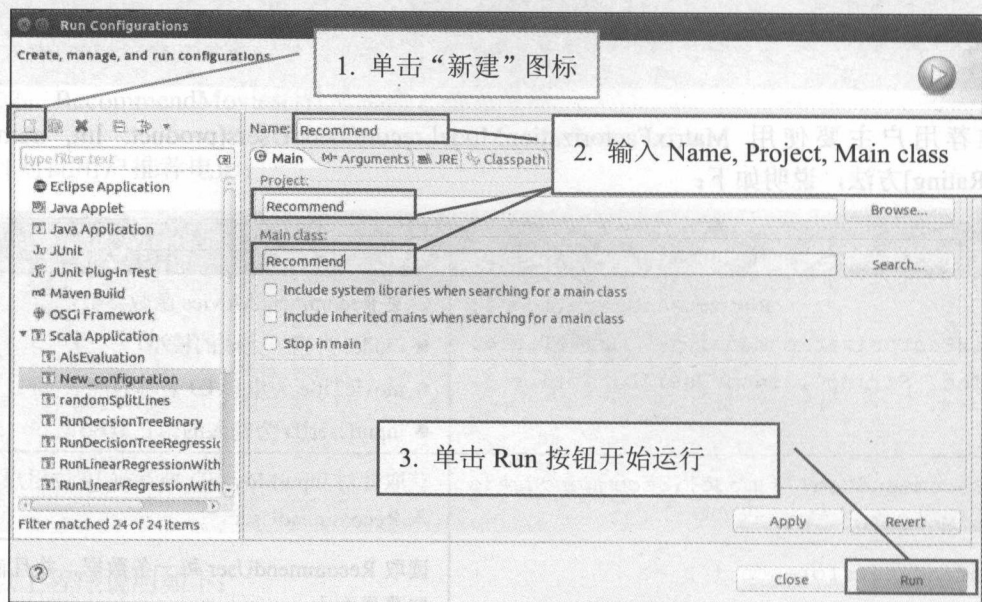 Run Configurations
Create, manage, and run configurations
1. 单击“新建”图标
Name: Recommend
type filter text
Main
Arguments
JRE
Classpath
2. 输入 Name, Project, Main class
Project:
Recommend
Browse...
Main class:
Recommend
Search...
Include system libraries when searching for a main class
Include inherited mains when searching for a main class
Stop in main
Eclipse Application
Java Applet
Java Application
Ju JUnit
JUnit Plug-in Test
m2 Maven Build
OSGi Framework
Scala Application
AlsEvaluation
New_configuration
randomSplitLines
RunDecisionTreeBinary
RunDecisionTreeRegressic
RunLinearRegressionWith
RunLinearRegressionWith
3. 单击 Run 按钮开始运行
Filter matched 24 of 24 items
Apply
Revert
Close
Run